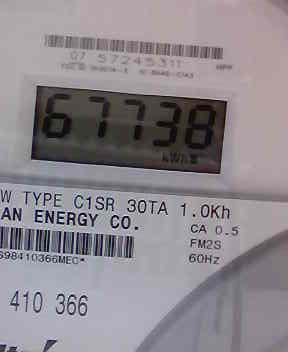 07 57245311
67738
kWh
W TYPE C1SR 30TA 1.0Kh
AN ENERGY CO.
CA 0.5
FM2S
60Hz
S98410366MEC*
410 366